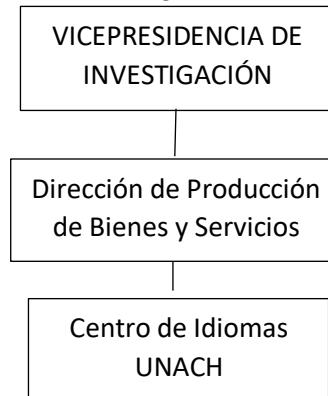 VICEPRESIDENCIA DE
INVESTIGACIÓN
Dirección de Producción
de Bienes y Servicios
Centro de Idiomas
UNACH